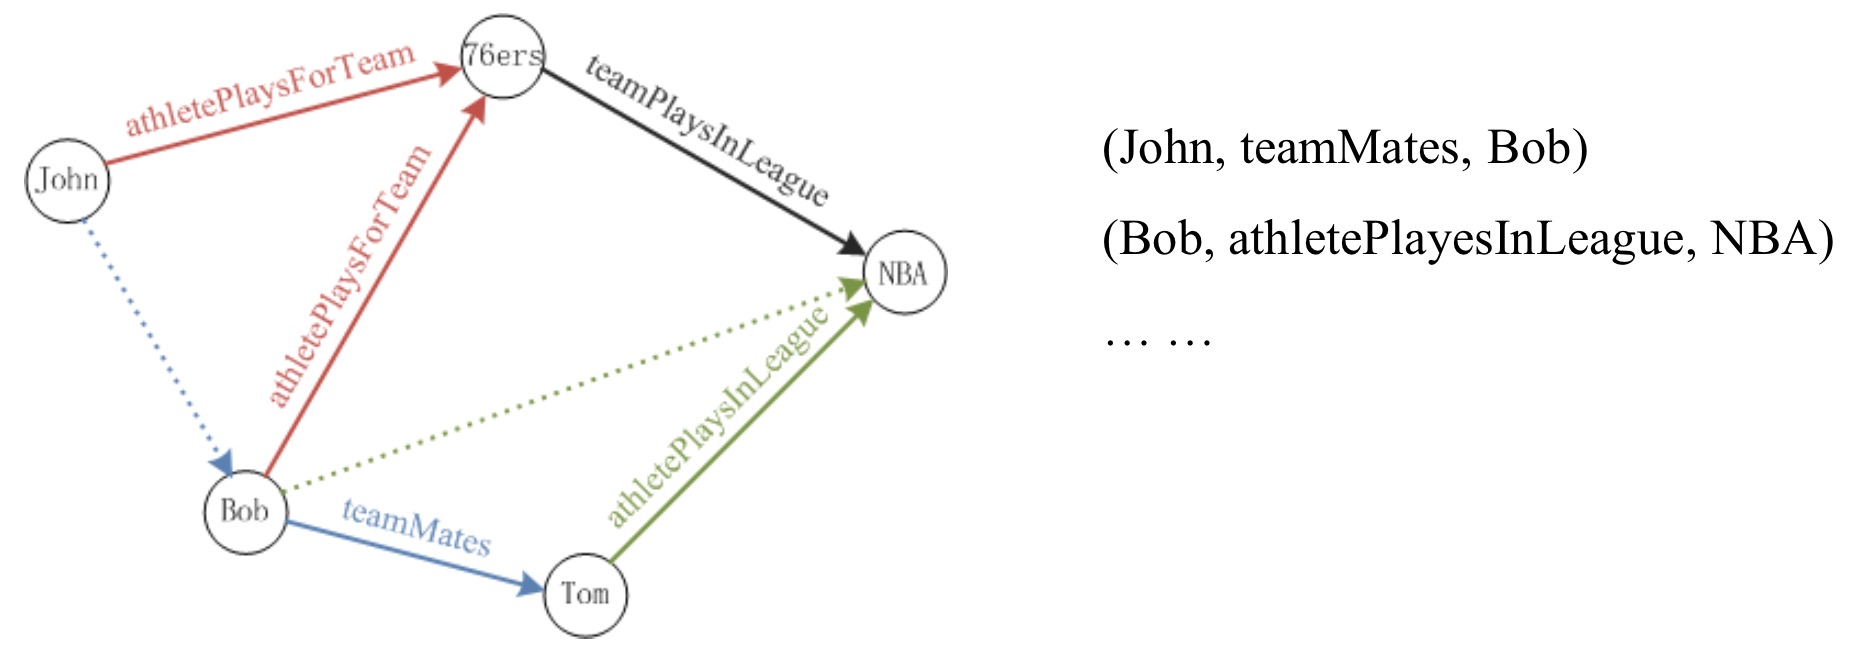 76ers
athletePlaysForTeam
teamPlaysInLeague
John
athletePlaysForTeam
NBA
athletePlaysInLeague
Bob
teamMates
Tom
(John, teamMates, Bob)
(Bob, athletePlayesInLeague, NBA)
… …